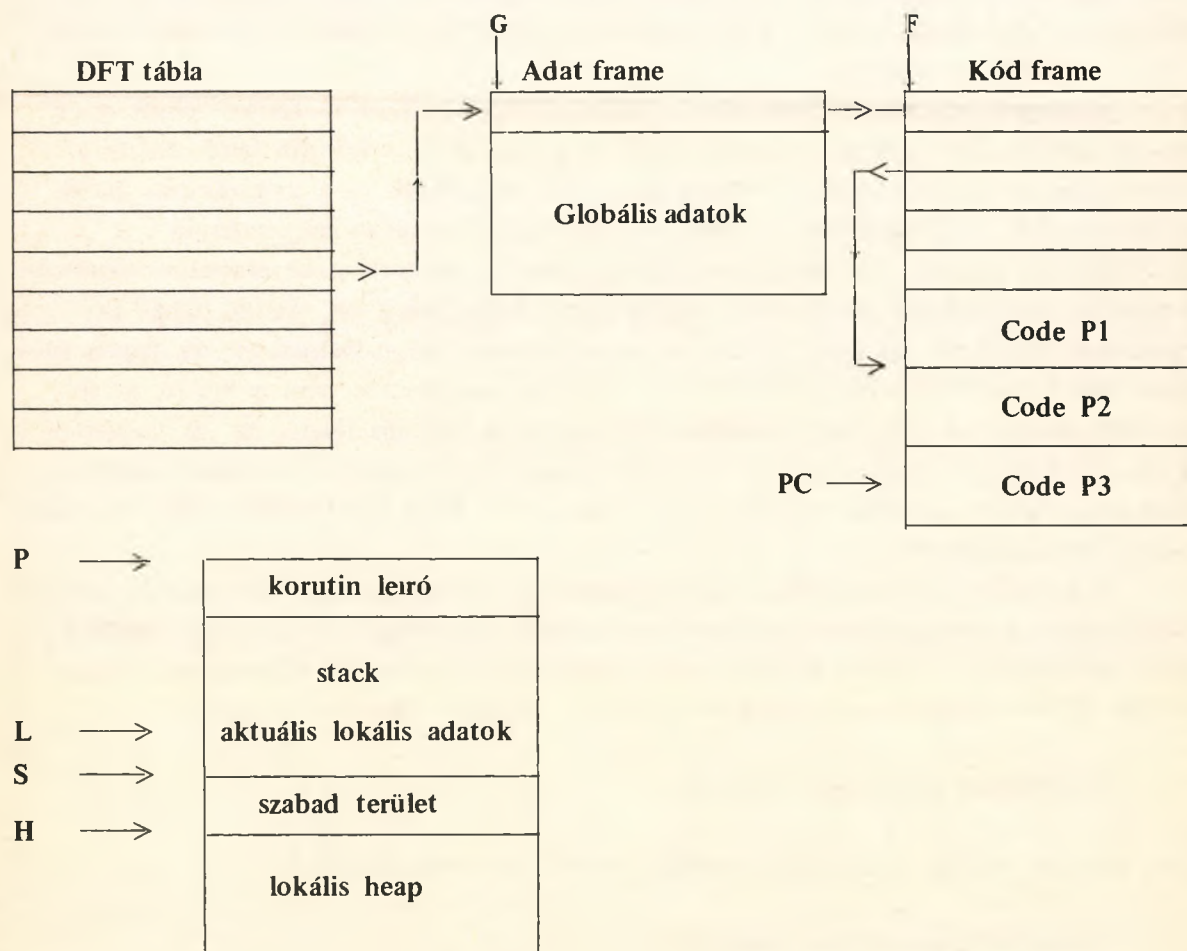 G
F
DFT tábla
Adat frame
Kód frame
Globális adatok
Code P1
Code P2
PC
Code P3
P
korutin leíró
stack
L
aktuális lokális adatok
S
szabad terület
H
lokális heap